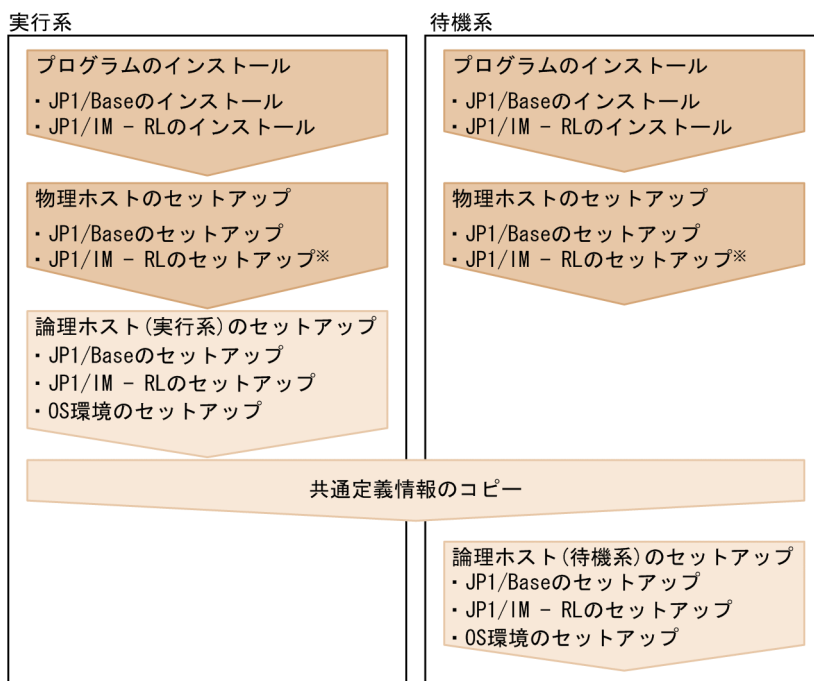 実行系
プログラムのインストール
・JP1/Baseのインストール
・JP1/IM − RLのインストール
物理ホストのセットアップ
・JP1/Baseのセットアップ
・JP1/IM − RLのセットアップ※
論理ホスト(実行系)のセットアップ
・JP1/Baseのセットアップ
・JP1/IM − RLのセットアップ
・OS環境のセットアップ
待機系
プログラムのインストール
・JP1/Baseのインストール
・JP1/IM − RLのインストール
物理ホストのセットアップ
・JP1/Baseのセットアップ
・JP1/IM − RLのセットアップ※
共通定義情報のコピー
論理ホスト(待機系)のセットアップ
・JP1/Baseのセットアップ
・JP1/IM − RLのセットアップ
・OS環境のセットアップ